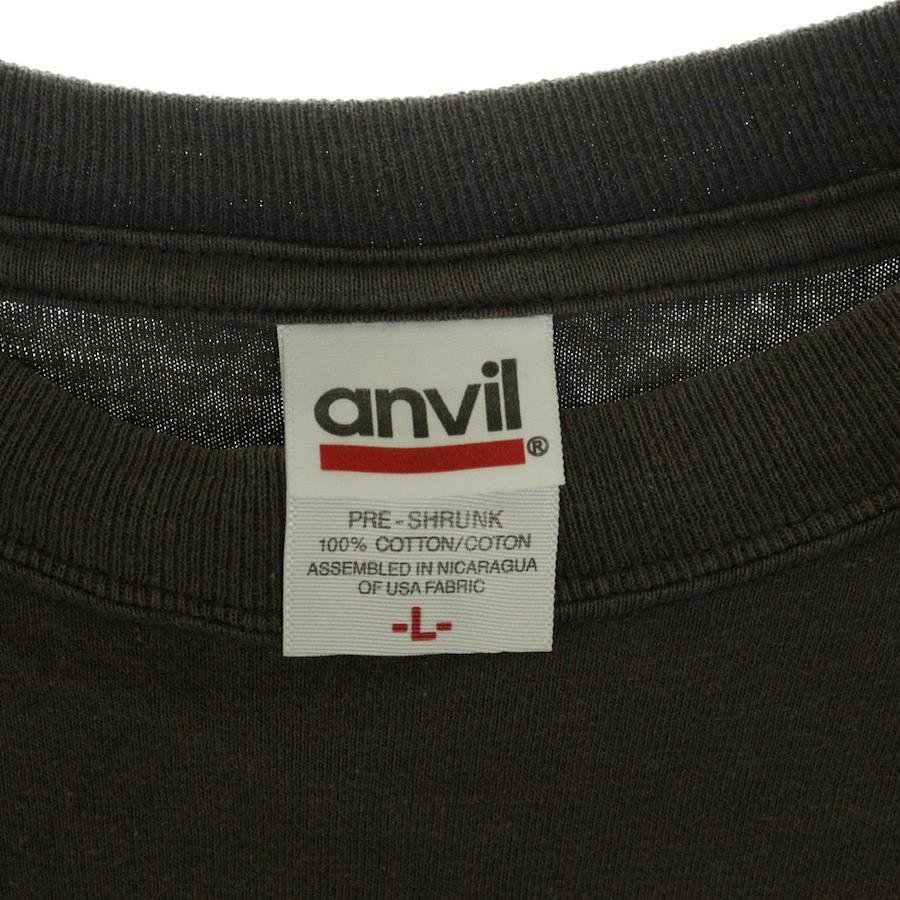 anvil®
PRE-SHRUNK
100% COTTON/COTON
ASSEMBLED IN NICARAGUA
OF USA FABRIC
-L-